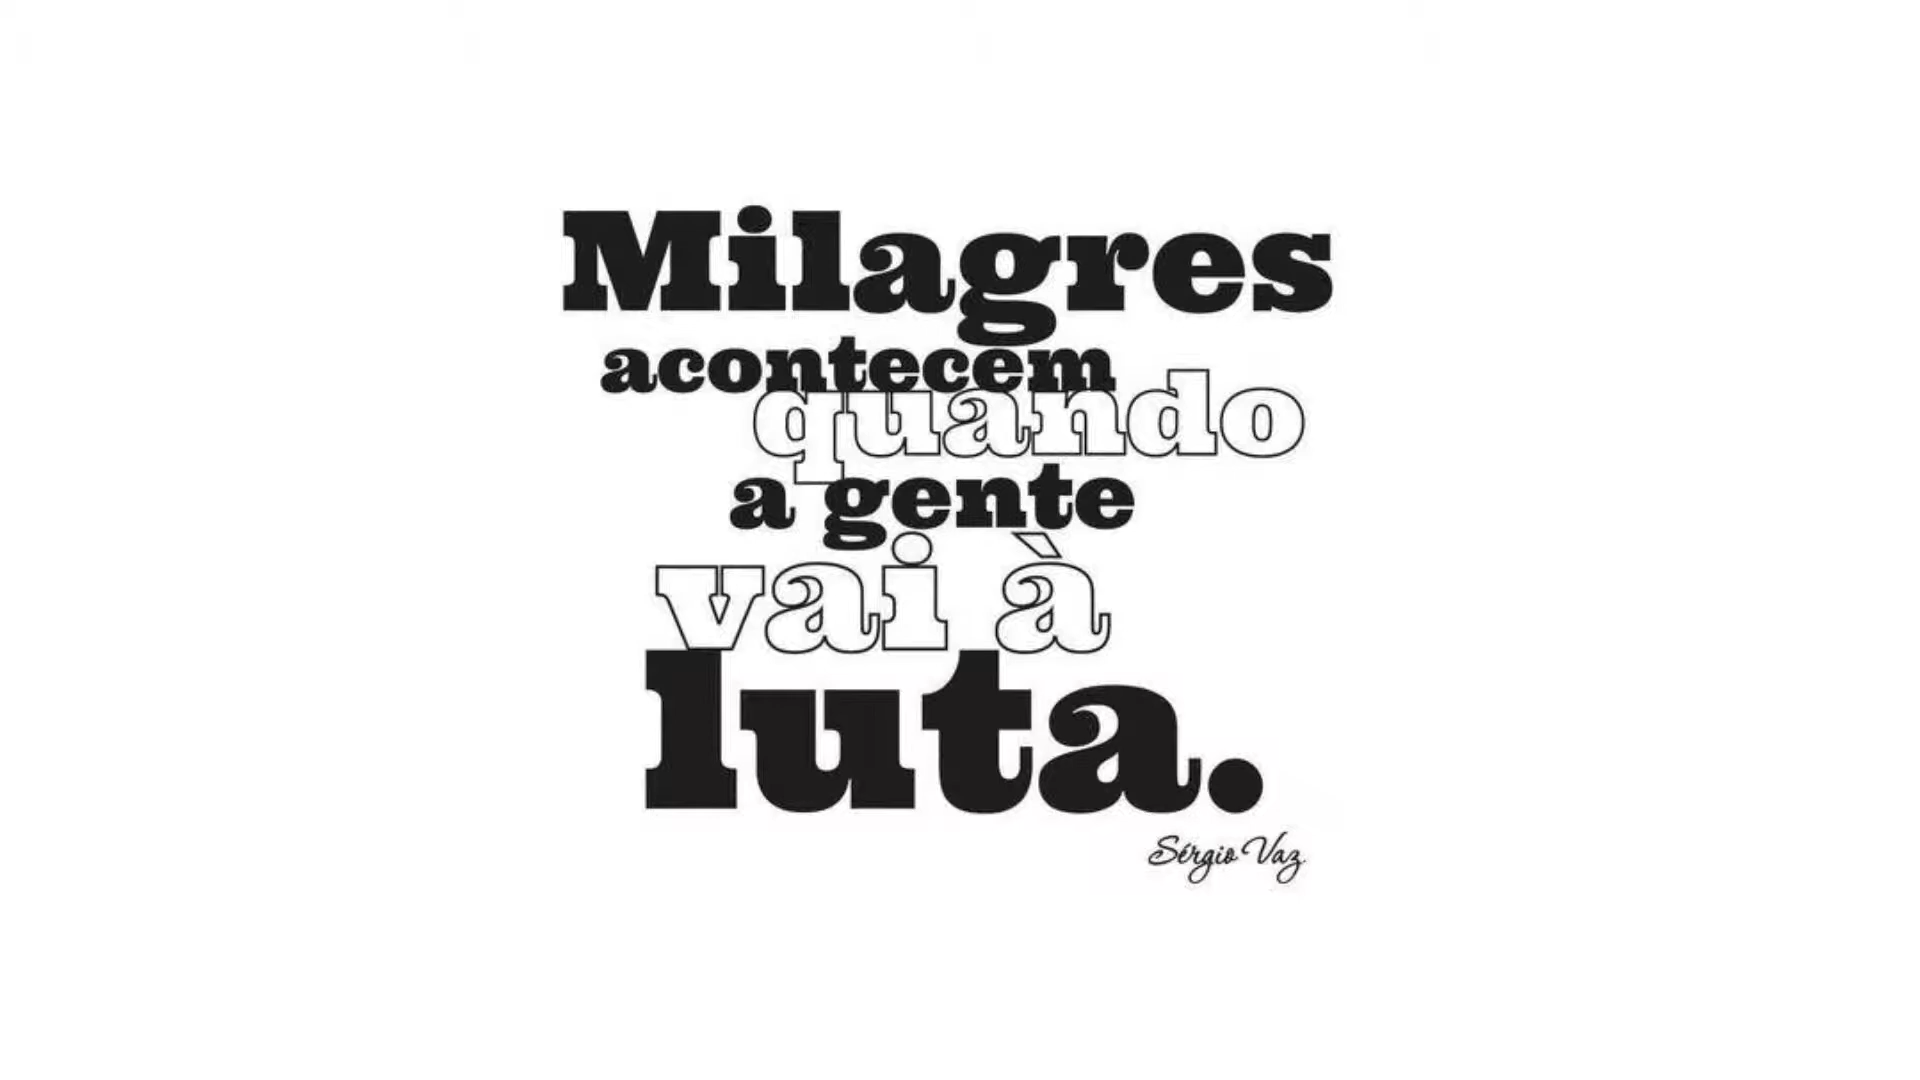 Milagres
acontecem
quando
a gente
vai à
luta.
Sérgio Vaz